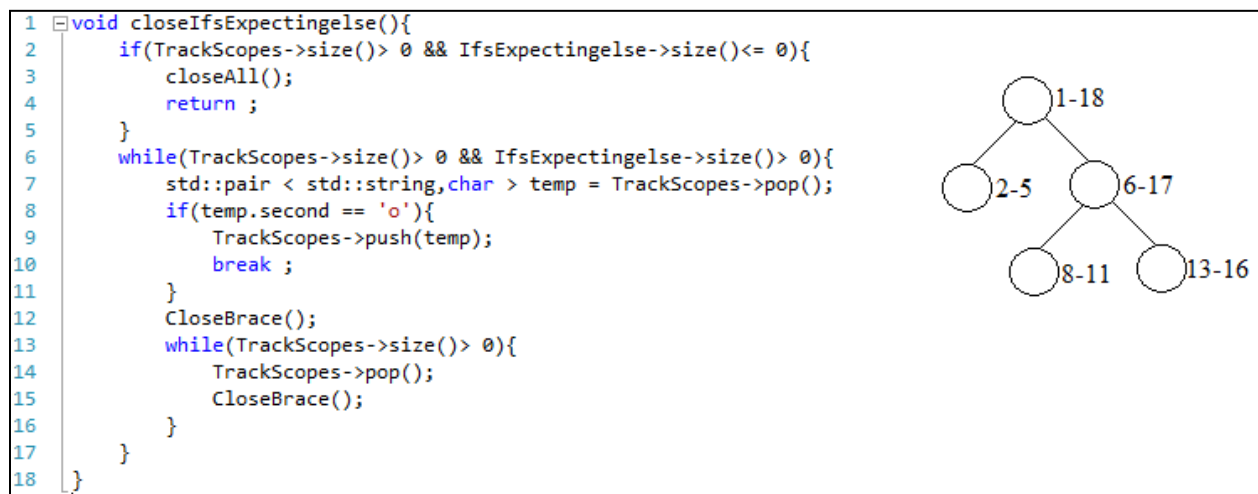 1 void closeIfsExpectingelse(){
2 if(TrackScopes->size()> 0 && IfsExpectingelse->size()<= 0){
3 closeAll();
4 return ;
5 }
6 while(TrackScopes->size()> 0 && IfsExpectingelse->size()> 0){
7 std::pair < std::string,char > temp = TrackScopes->pop();
8 if(temp.second == 'o'){
9 TrackScopes->push(temp);
10 break ;
11 }
12 CloseBrace();
13 while(TrackScopes->size()> 0){
14 TrackScopes->pop();
15 CloseBrace();
16 }
17 }
18 }
1-18
2-5
6-17
8-11
13-16